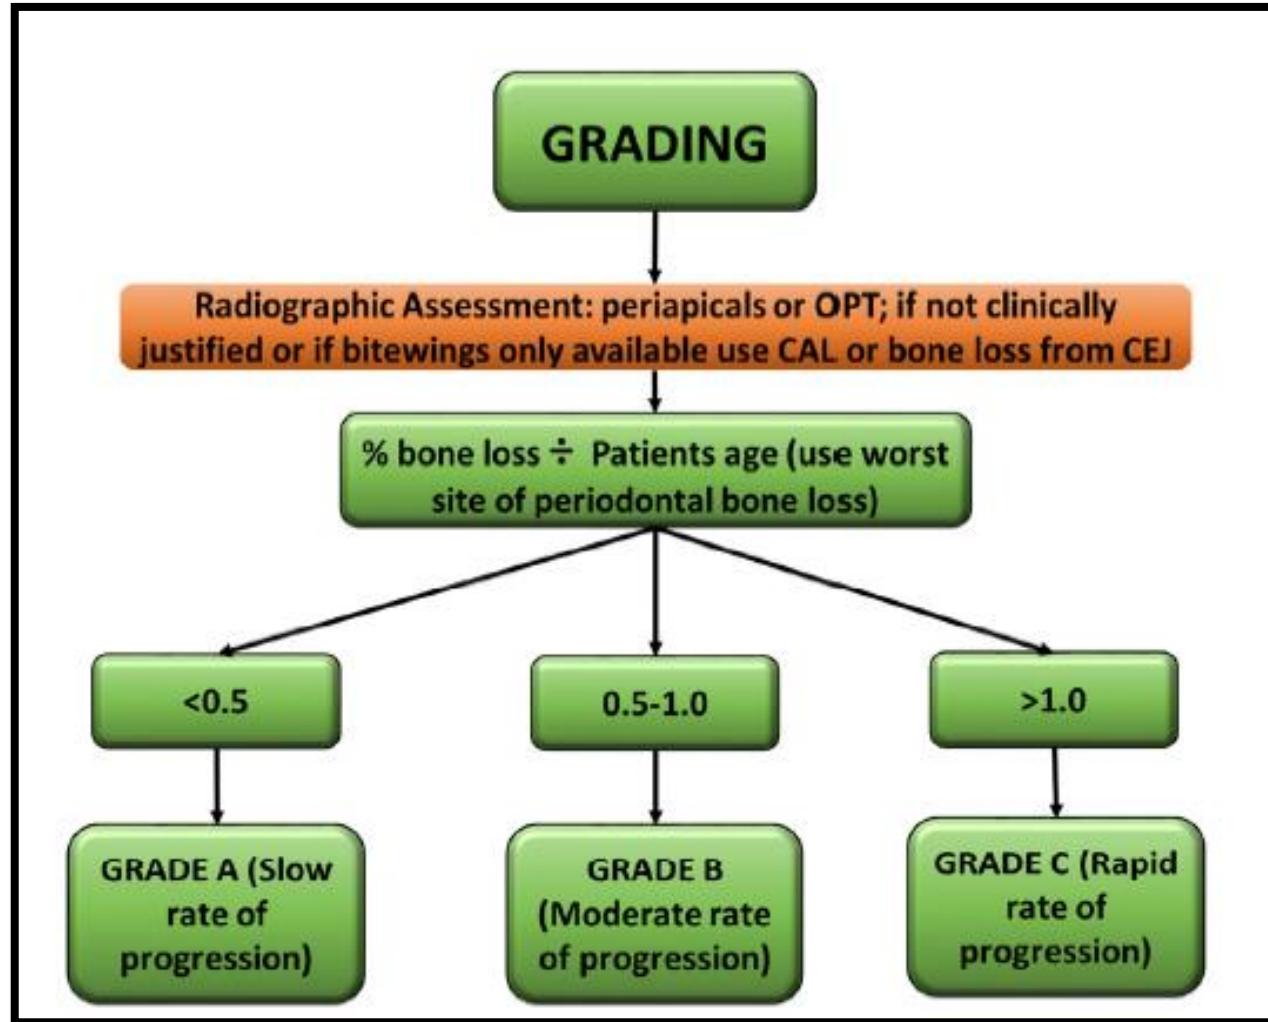 GRADING
Radiographic Assessment: periapicals or OPT; if not clinically
justified or if bitewings only available use CAL or bone loss from CEJ
% bone loss ÷ Patients age (use worst
site of periodontal bone loss)
<0.5
0.5-1.0
>1.0
GRADE A (Slow
rate of
progression)
GRADE B
(Moderate rate
of progression)
GRADE C (Rapid
rate of
progression)